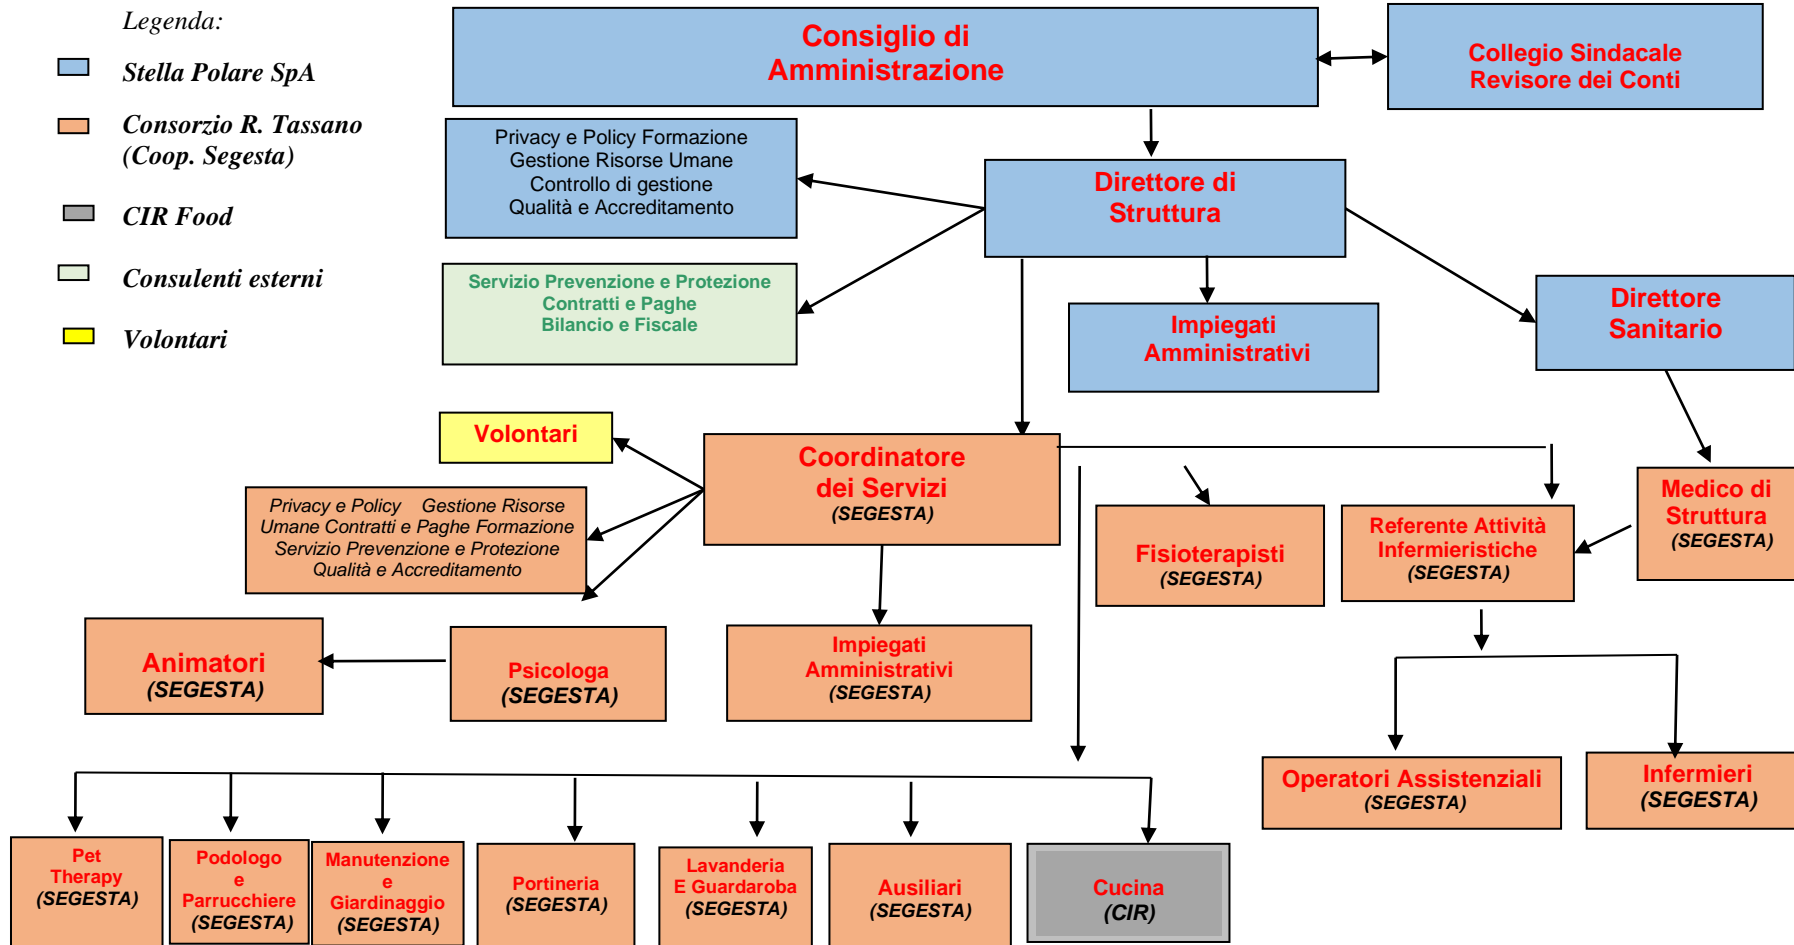 Legenda:
Stella Polare SpA
Consorzio R. Tassano
(Coop. Segesta)
CIR Food
Consulenti esterni
Volontari
Consiglio di
Amministrazione
Collegio Sindacale
Revisore dei Conti
Privacy e Policy Formazione
Gestione Risorse Umane
Controllo di gestione
Qualità e Accreditamento
Direttore di
Struttura
Servizio Prevenzione e Protezione
Contratti e Paghe
Bilancio e Fiscale
Impiegati
Amministrativi
Direttore
Sanitario
Volontari
Coordinatore
dei Servizi
(SEGESTA)
Privacy e Policy Gestione Risorse
Umane Contratti e Paghe Formazione
Servizio Prevenzione e Protezione
Qualità e Accreditamento
Fisioterapisti
(SEGESTA)
Referente Attività
Infermieristiche
(SEGESTA)
Medico di
Struttura
(SEGESTA)
Animatori
(SEGESTA)
Psicologa
(SEGESTA)
Impiegati
Amministrativi
(SEGESTA)
Operatori Assistenziali
(SEGESTA)
Infermieri
(SEGESTA)
Pet
Therapy
(SEGESTA)
Podologo
e
Parrucchiere
(SEGESTA)
Manutenzione
e
Giardinaggio
(SEGESTA)
Portineria
(SEGESTA)
Lavanderia
E Guardaroba
(SEGESTA)
Ausiliari
(SEGESTA)
Cucina
(CIR)